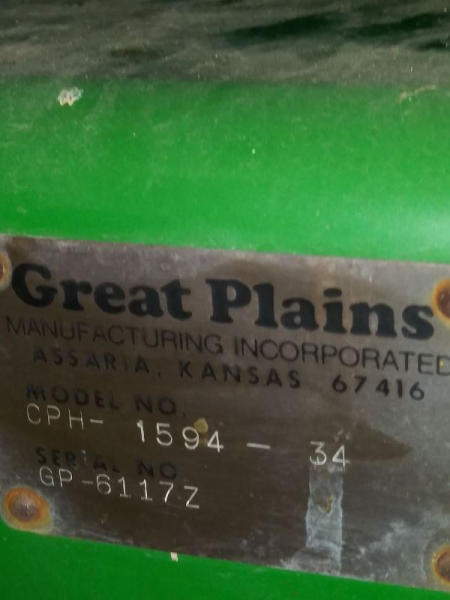 Great Plains
MANUFACTURING INCORPORATED
ASSARIA, KANSAS 67416
MODEL NO.
CPH- 1594 - 34
SERIAL NO.
GP-6117Z